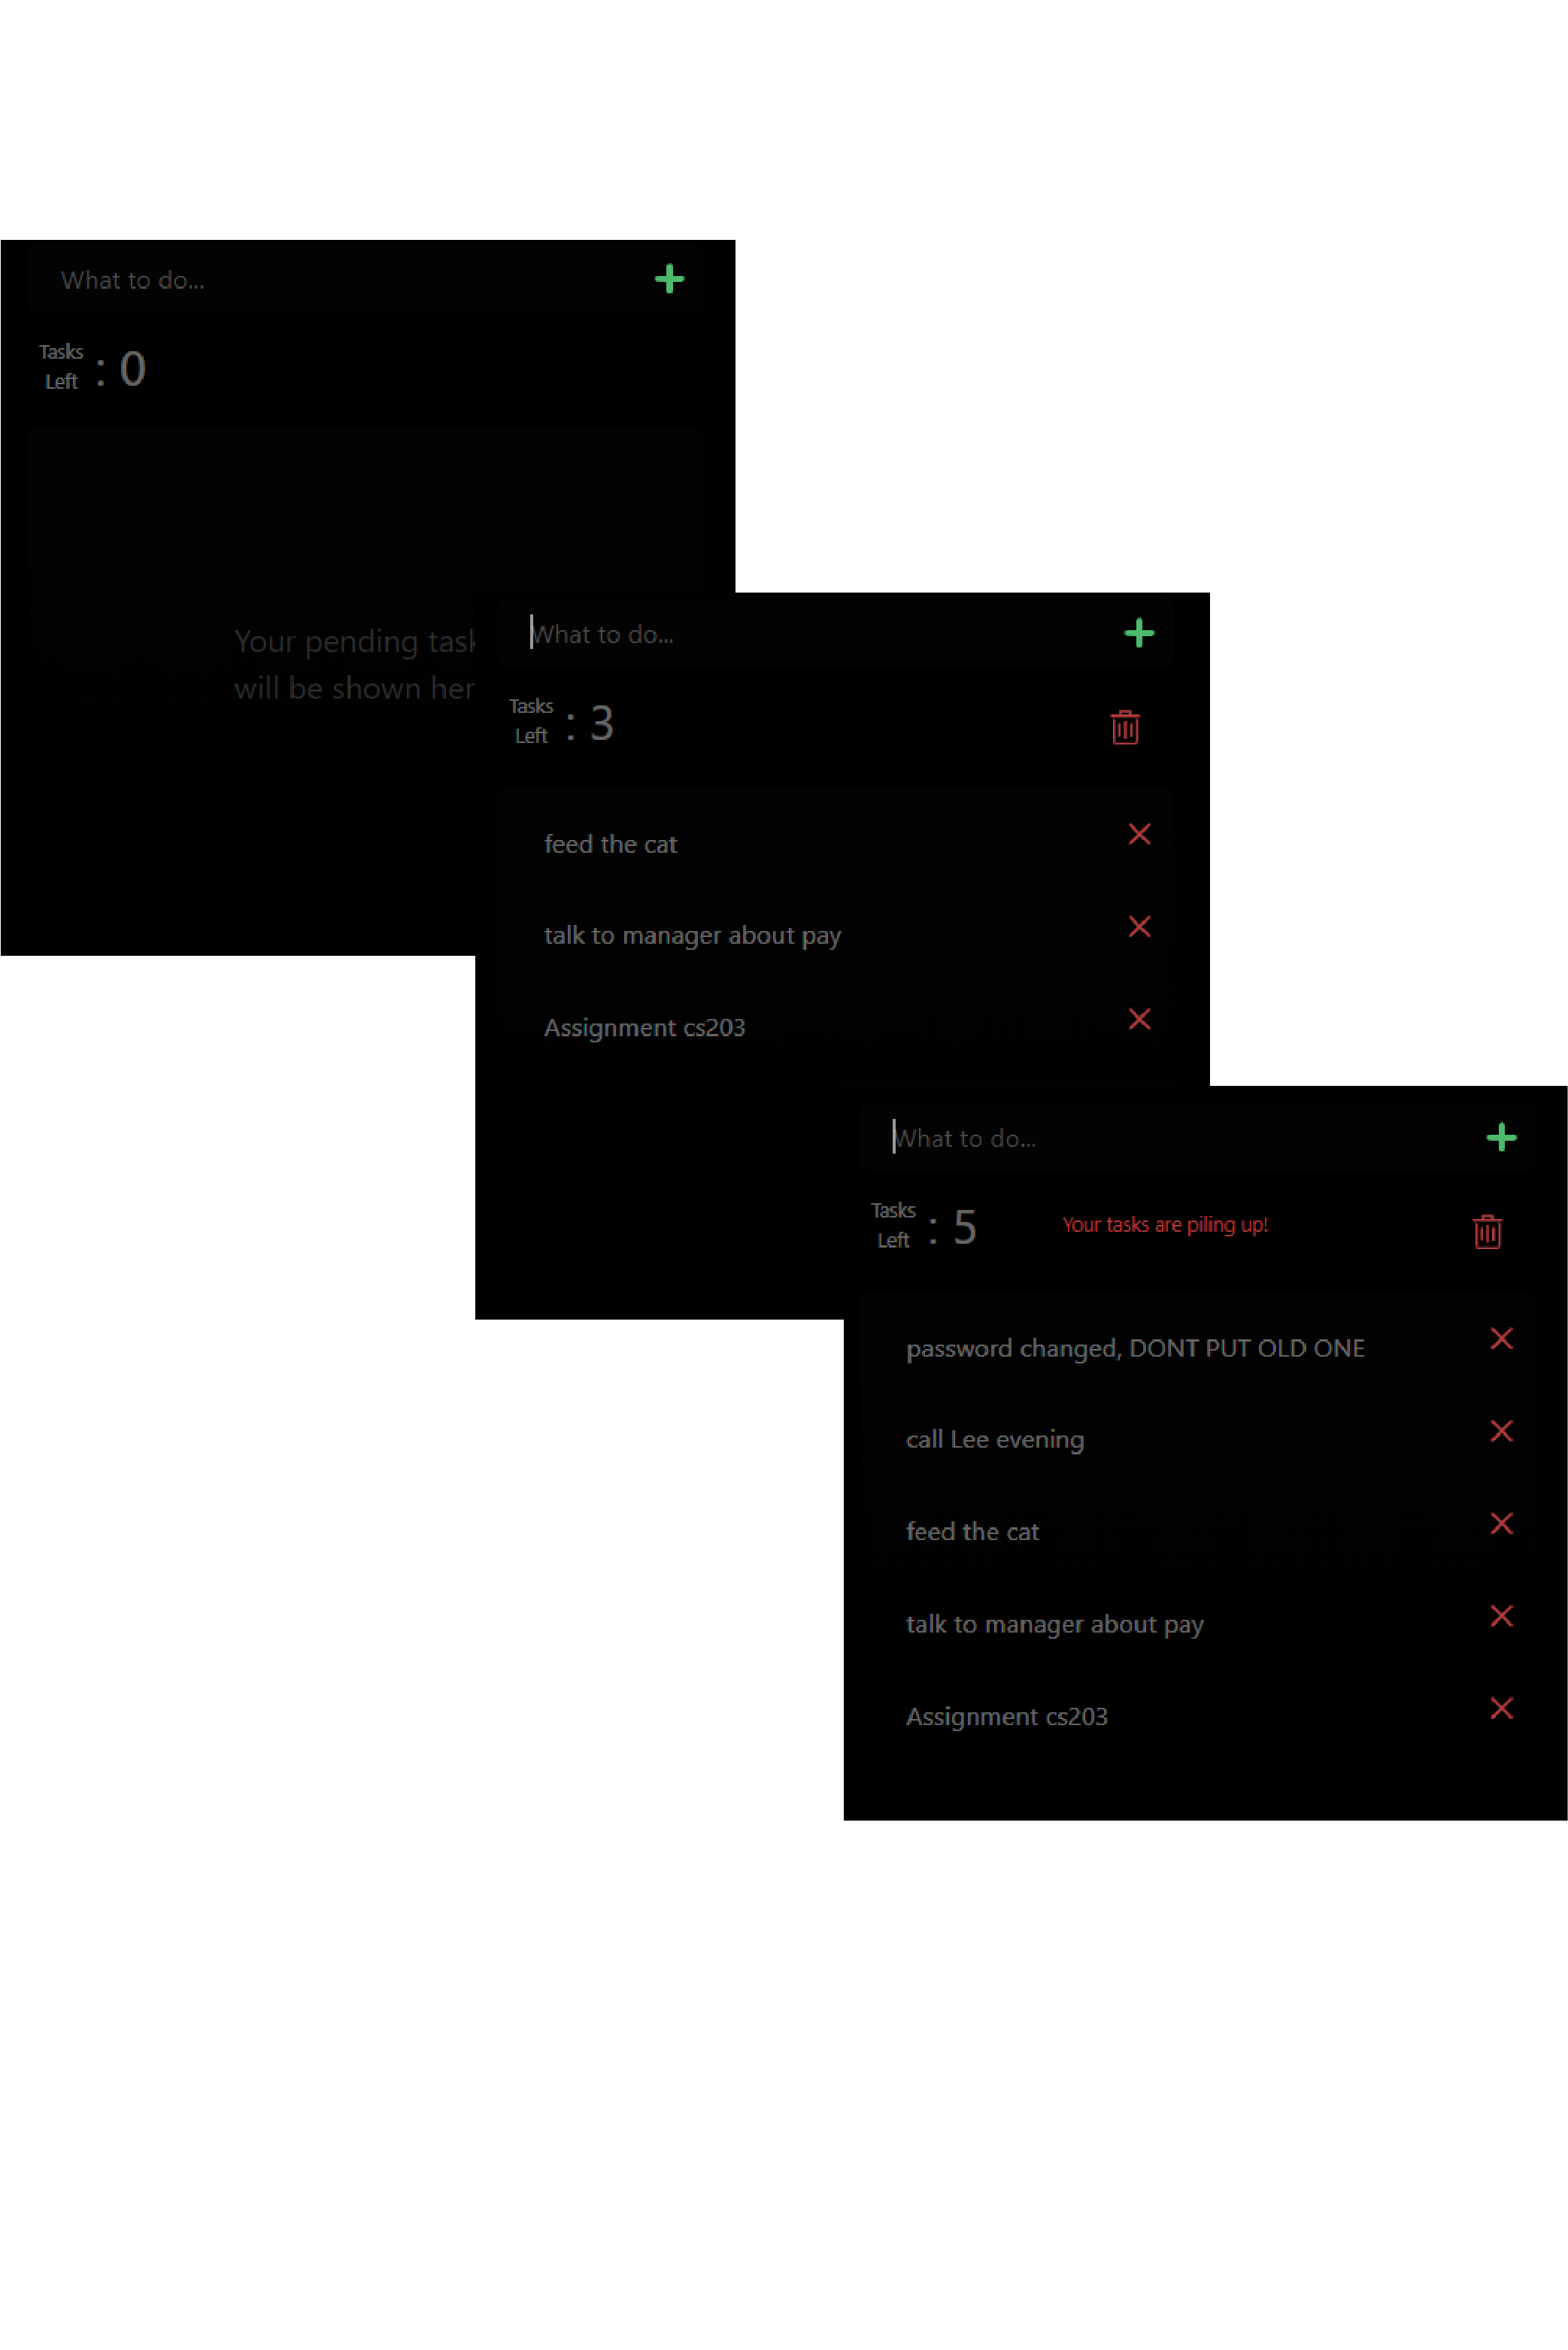 What to do...
Tasks
Left
: 0
Your pending task
will be shown her
What to do...
Tasks
Left
: 3
feed the cat
talk to manager about pay
Assignment cs203
What to do...
Tasks
Left
: 5
Your tasks are piling up!
password changed, DONT PUT OLD ONE
call Lee evening
feed the cat
talk to manager about pay
Assignment cs203